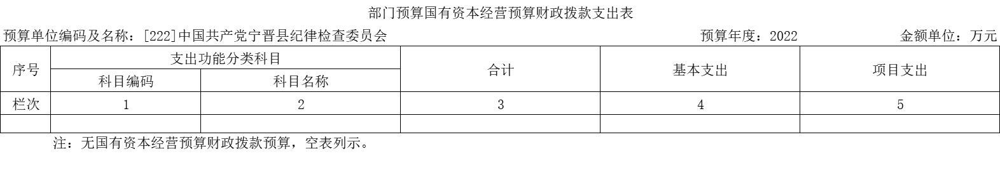 部门预算国有资本经营预算财政拨款支出表
预算单位编码及名称：[222]中国共产党宁晋县纪律检查委员会 预算年度：2022 金额单位：万元
序号 支出功能分类科目 合计 基本支出 项目支出
科目编码 科目名称
栏次 1 2 3 4 5
注：无国有资本经营预算财政拨款预算，空表列示。